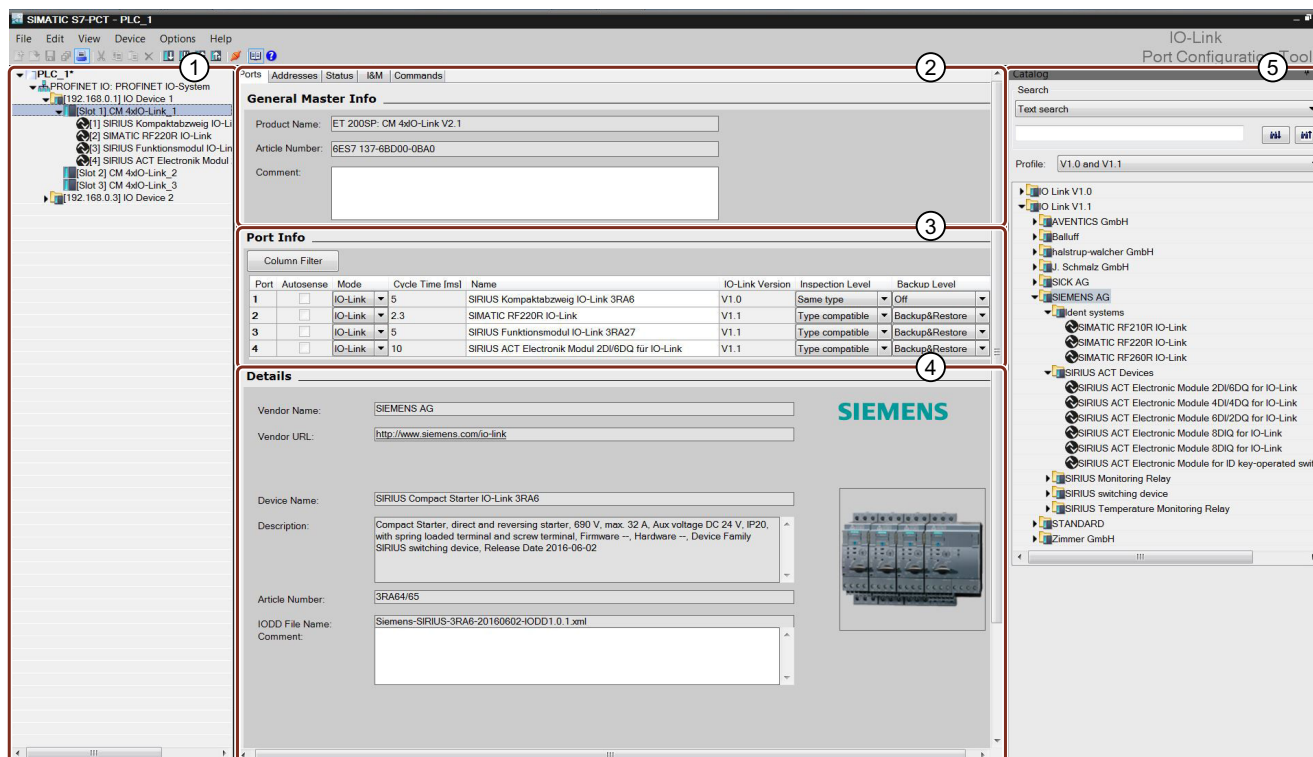 SIMATIC S7-PCT - PLC_1
File Edit View Device Options Help
IO-Link
Port Configuration Tool
1
PLC_1*
PROFINET IO: PROFINET IO-System
[192.168.0.1] IO Device 1
[Slot 1] CM 4xIO-Link_1
[1] SIRIUS Kompaktabzweig IO-Li
[2] SIMATIC RF220R IO-Link
[3] SIRIUS Funktionsmodul IO-Lin
[4] SIRIUS ACT Electronik Modul
[Slot 2] CM 4xIO-Link_2
[Slot 3] CM 4xIO-Link_3
[192.168.0.3] IO Device 2
2
Ports Addresses Status I&M Commands
General Master Info
Product Name: ET 200SP: CM 4xIO-Link V2.1
Article Number: 6ES7 137-6BD00-0BA0
Comment:
3
Port Info
Column Filter
Port Autosense Mode Cycle Time [ms] Name IO-Link Version Inspection Level Backup Level
1 IO-Link 5 SIRIUS Kompaktabzweig IO-Link 3RA6 V1.0 Same type Off
2 IO-Link 2.3 SIMATIC RF220R IO-Link V1.1 Type compatible Backup&Restore
3 IO-Link 5 SIRIUS Funktionsmodul IO-Link 3RA27 V1.1 Type compatible Backup&Restore
4 IO-Link 10 SIRIUS ACT Electronik Modul 2DI/6DQ für IO-Link V1.1 Type compatible Backup&Restore
4
Details
Vendor Name: SIEMENS AG
SIEMENS
Vendor URL: http://www.siemens.com/io-link
Device Name: SIRIUS Compact Starter IO-Link 3RA6
Description: Compact Starter, direct and reversing starter, 690 V, max. 32 A, Aux voltage DC 24 V, IP20,
with spring loaded terminal and screw terminal, Firmware --, Hardware --, Device Family
SIRIUS switching device, Release Date 2016-06-02
Article Number: 3RA64/65
IODD File Name: Siemens-SIRIUS-3RA6-20160602-IODD1.0.1.xml
Comment:
5
Catalog
Search
Text search
Profile: V1.0 and V1.1
IO Link V1.0
IO Link V1.1
AVENTICS GmbH
Balluff
halstrup-walcher GmbH
J. Schmalz GmbH
SICK AG
SIEMENS AG
Ident systems
SIMATIC RF210R IO-Link
SIMATIC RF220R IO-Link
SIMATIC RF260R IO-Link
SIRIUS ACT Devices
SIRIUS ACT Electronic Module 2DI/6DQ for IO-Link
SIRIUS ACT Electronic Module 4DI/4DQ for IO-Link
SIRIUS ACT Electronic Module 6DI/2DQ for IO-Link
SIRIUS ACT Electronic Module 8DIQ for IO-Link
SIRIUS ACT Electronic Module 8DIQ for IO-Link
SIRIUS ACT Electronic Module for ID key-operated swit
SIRIUS Monitoring Relay
SIRIUS switching device
SIRIUS Temperature Monitoring Relay
STANDARD
Zimmer GmbH